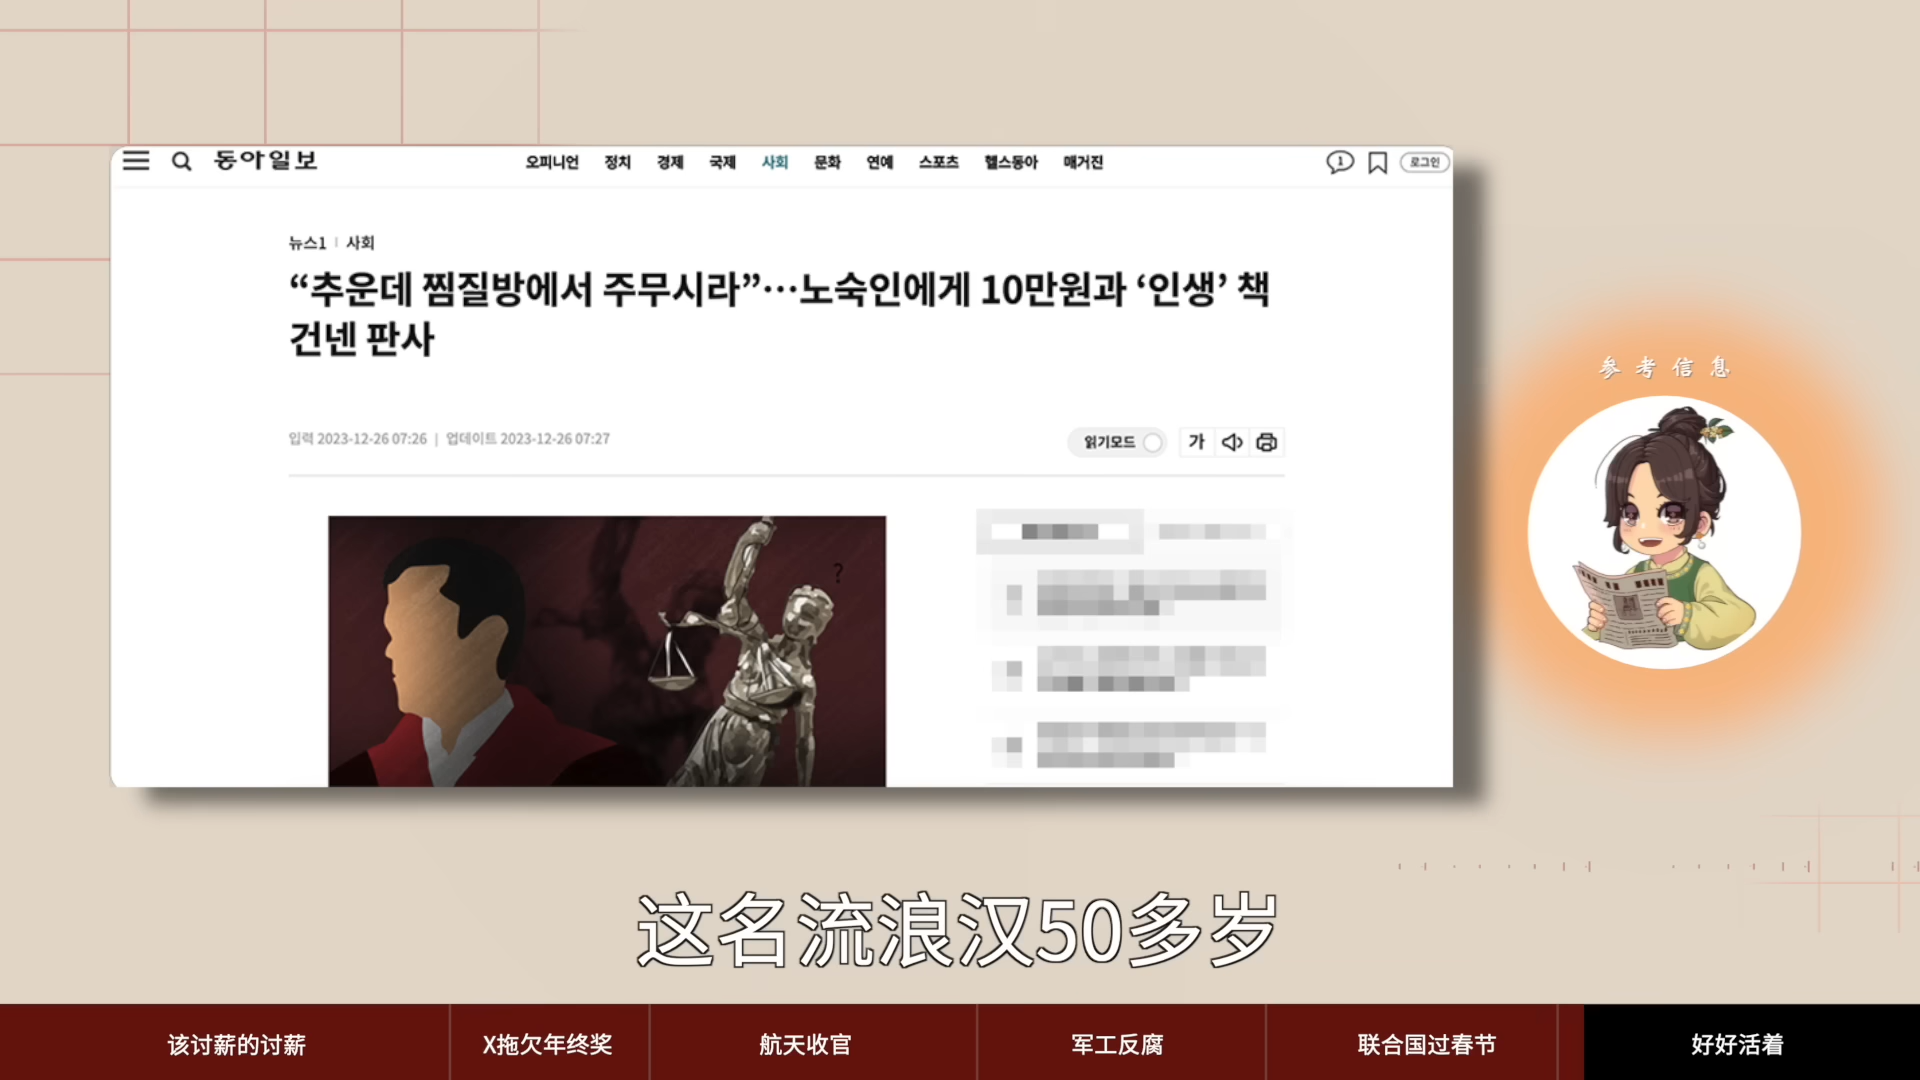 동아일보
오피니언 정치 경제 국제 사회 문화 연예 스포츠 헬스동아 매거진
1
로그인
뉴스1 | 사회
“추운데 찜질방에서 주무시라”…노숙인에게 10만원과 ‘인생’ 책
건넨 판사
입력 2023-12-26 07:26 | 업데이트 2023-12-26 07:27
읽기모드
가
?
参考信息
这名流浪汉50多岁
该讨薪的讨薪
X拖欠年终奖
航天收官
军工反腐
联合国过春节
好好活着